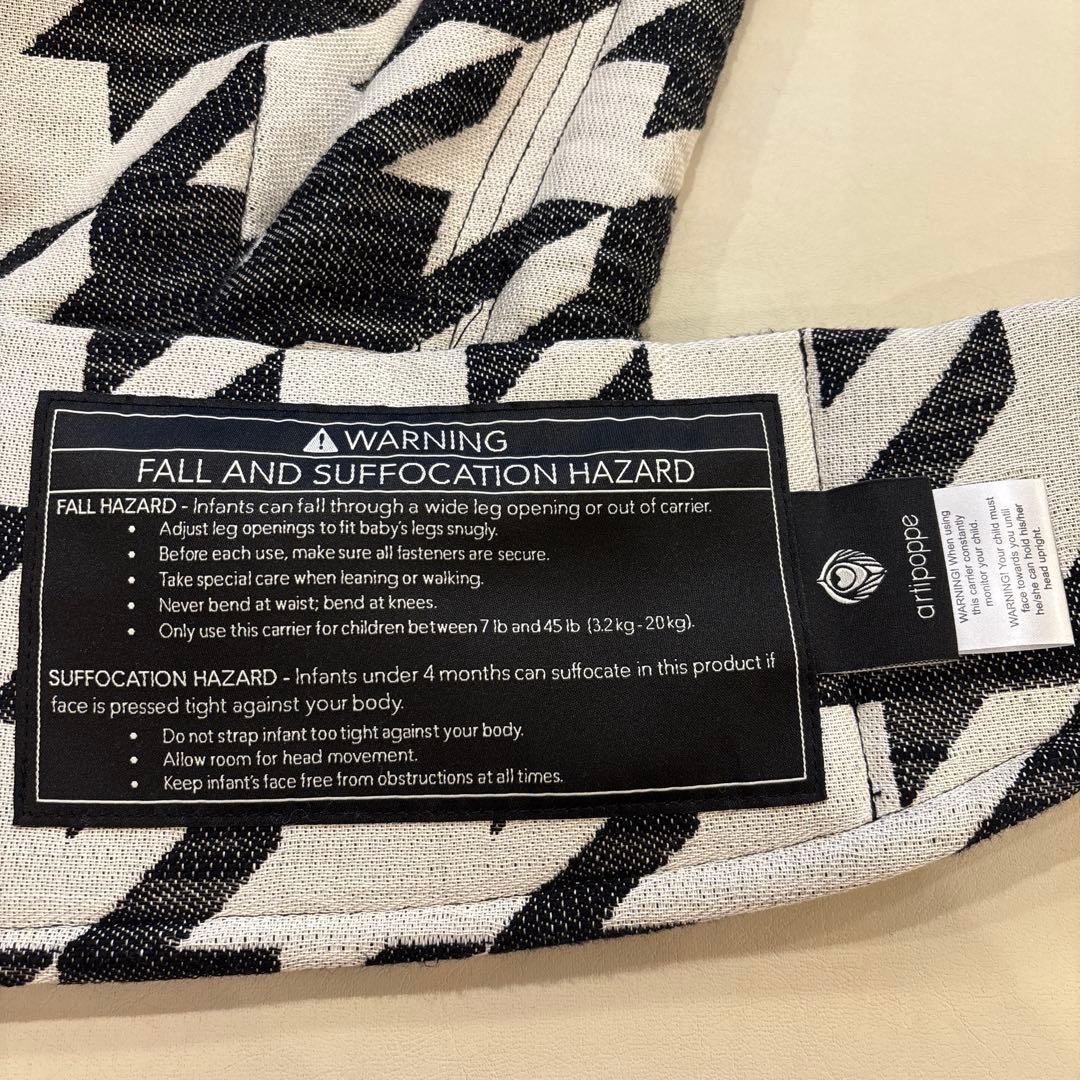 WARNING
FALL AND SUFFOCATION HAZARD
FALL HAZARD - Infants can fall through a wide leg opening or out of carrier.
• Adjust leg openings to fit baby's legs snugly.
• Before each use, make sure all fasteners are secure.
• Take special care when leaning or walking.
• Never bend at waist; bend at knees.
• Only use this carrier for children between 7 lb and 45 lb (3.2 kg - 20 kg).
SUFFOCATION HAZARD - Infants under 4 months can suffocate in this product if
face is pressed tight against your body.
• Do not strap infant too tight against your body.
• Allow room for head movement.
• Keep infant's face free from obstructions at all times.
artipoppe
WARNING! When using
this carrier constantly
monitor your child.
WARNING! Your child must
face towards you until
he/she can hold his/her
head upright.